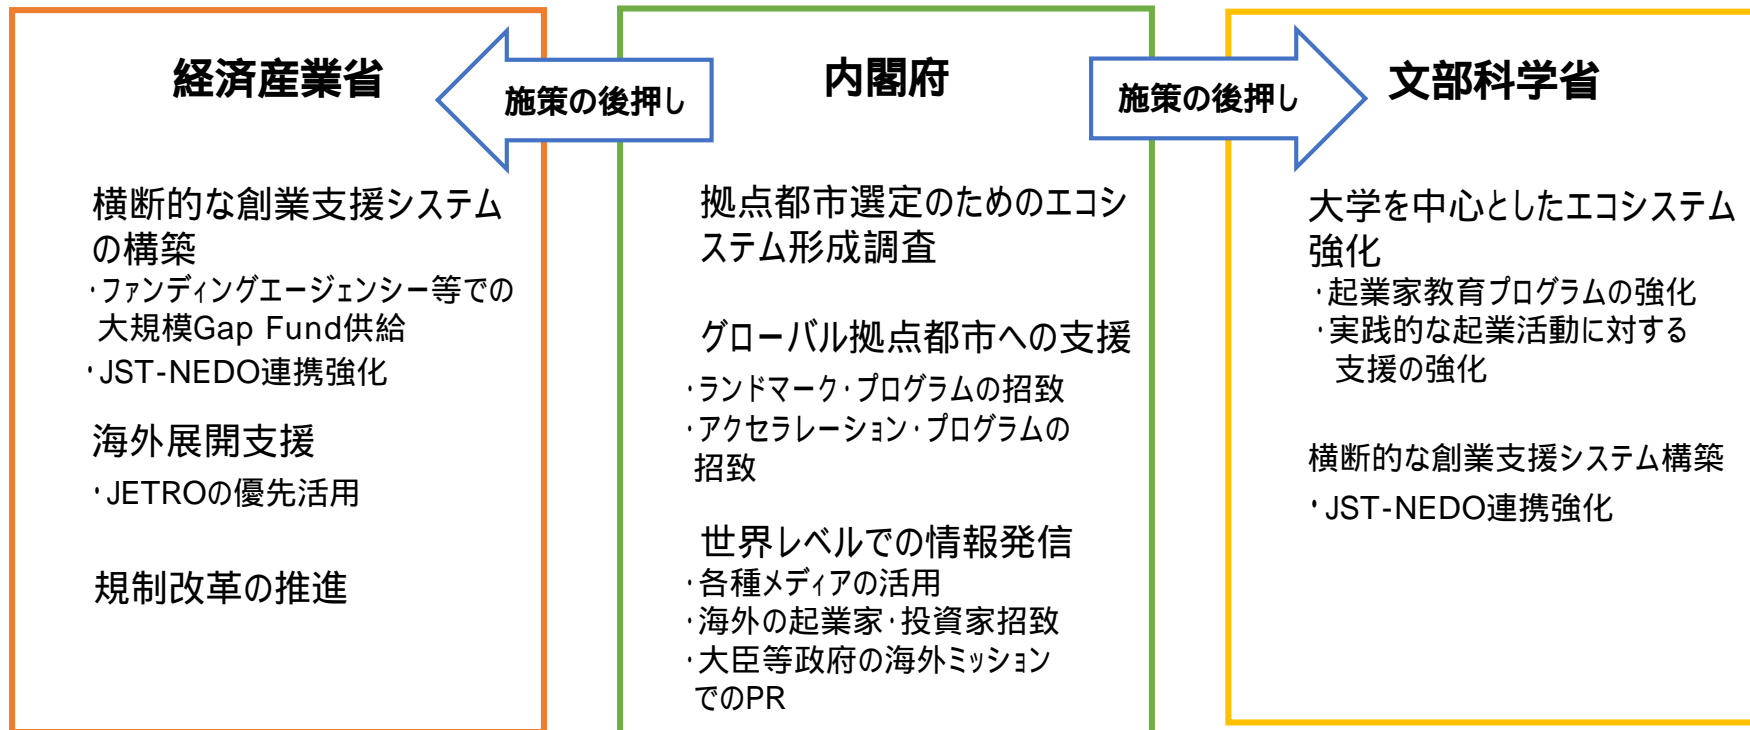 経済産業省
施策の後押し
横断的な創業支援システム
の構築
・ファンディングエージェンシー等での
大規模Gap Fund供給
・JST-NEDO連携強化
海外展開支援
・JETROの優先活用
規制改革の推進
内閣府
拠点都市選定のためのエコシ
ステム形成調査
グローバル拠点都市への支援
・ランドマーク・プログラムの招致
・アクセラレーション・プログラムの
招致
世界レベルでの情報発信
・各種メディアの活用
・海外の起業家・投資家招致
・大臣等政府の海外ミッション
でのPR
施策の後押し
文部科学省
大学を中心としたエコシステム
強化
・起業家教育プログラムの強化
・実践的な起業活動に対する
支援の強化
横断的な創業支援システム構築
・JST-NEDO連携強化